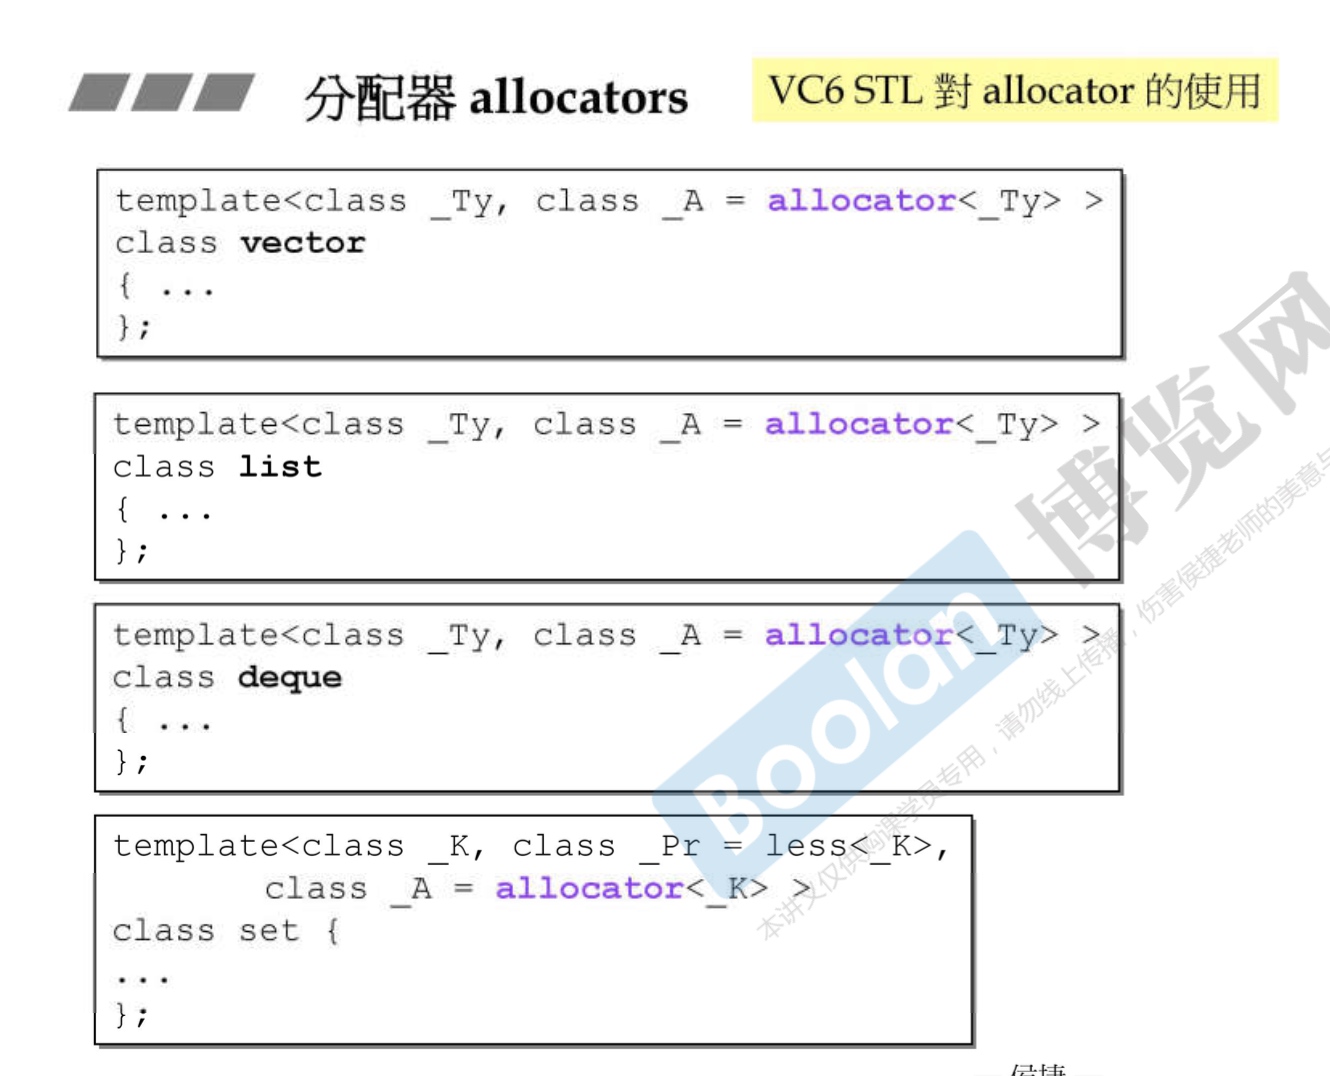 分配器 allocators
VC6 STL 對 allocator 的使用
template<class _Ty, class _A = allocator<_Ty> >
class vector
{ ...
};
template<class _Ty, class _A = allocator<_Ty> >
class list
{ ...
};
template<class _Ty, class _A = allocator<_Ty> >
class deque
{ ...
};
template<class _K, class _Pr = less<_K>,
class _A = allocator<_K> >
class set {
...
};
Boolan 博览网
本讲义仅供购课学员专用，请勿线上传播，伤害侯捷老师的美意与
侯捷